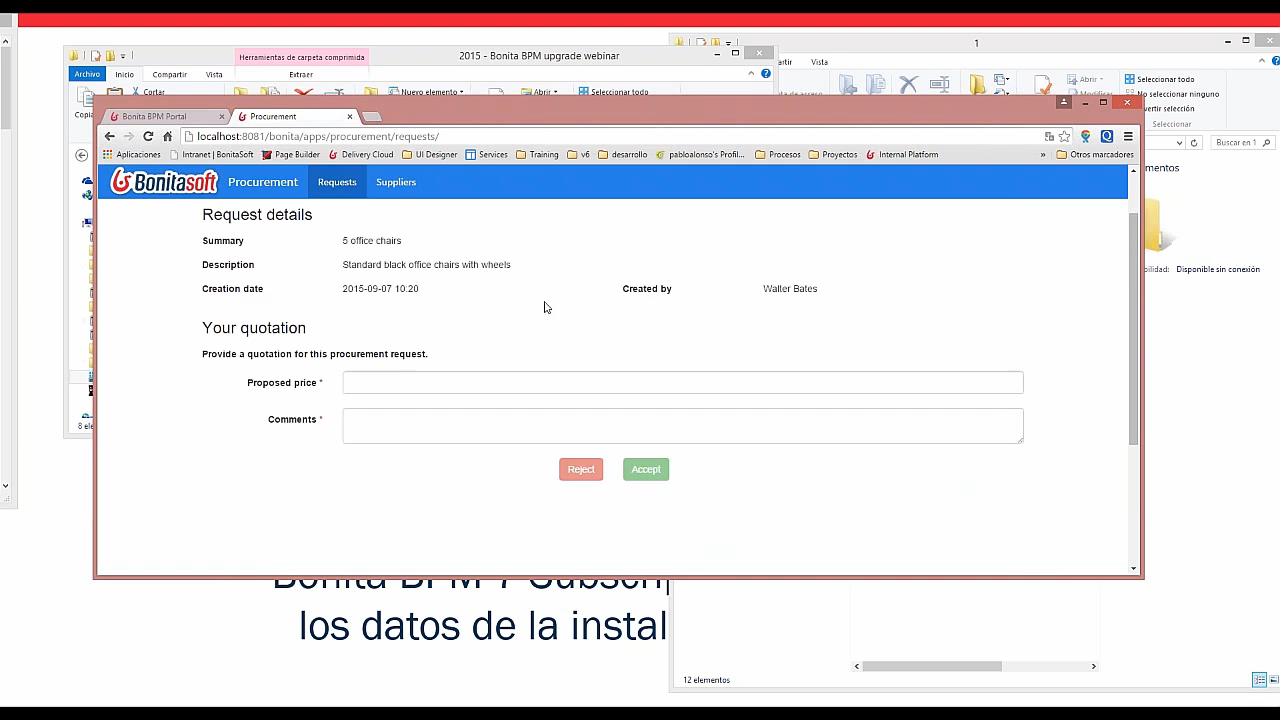 Herramientas de carpeta comprimida
2015 - Bonita BPM upgrade webinar
1
Archivo
Inicio
Compartir
Vista
Extraer
Vista
Cortar
Nuevo elemento
Abrir
Seleccionar todo
Abrir
Seleccionar todo
No seleccionar ninguno
Seleccionar
Buscar en 1
Disponible sin conexión
Bonita BPM Portal
Procurement
localhost:8081/bonita/apps/procurement/requests/
Aplicaciones
Intranet | BonitaSoft
Page Builder
Delivery Cloud
UI Designer
Services
Training
v6
desarrollo
pabloalonso's Profil...
Procesos
Proyectos
Internal Platform
»
Otros marcadores
Bonitasoft
Procurement
Requests
Suppliers
Request details
Summary
5 office chairs
Description
Standard black office chairs with wheels
Creation date
2015-09-07 10:20
Created by
Walter Bates
Your quotation
Provide a quotation for this procurement request.
Proposed price *
Comments *
Reject
Accept
Bonita BPM 7
los datos de la instal
12 elementos